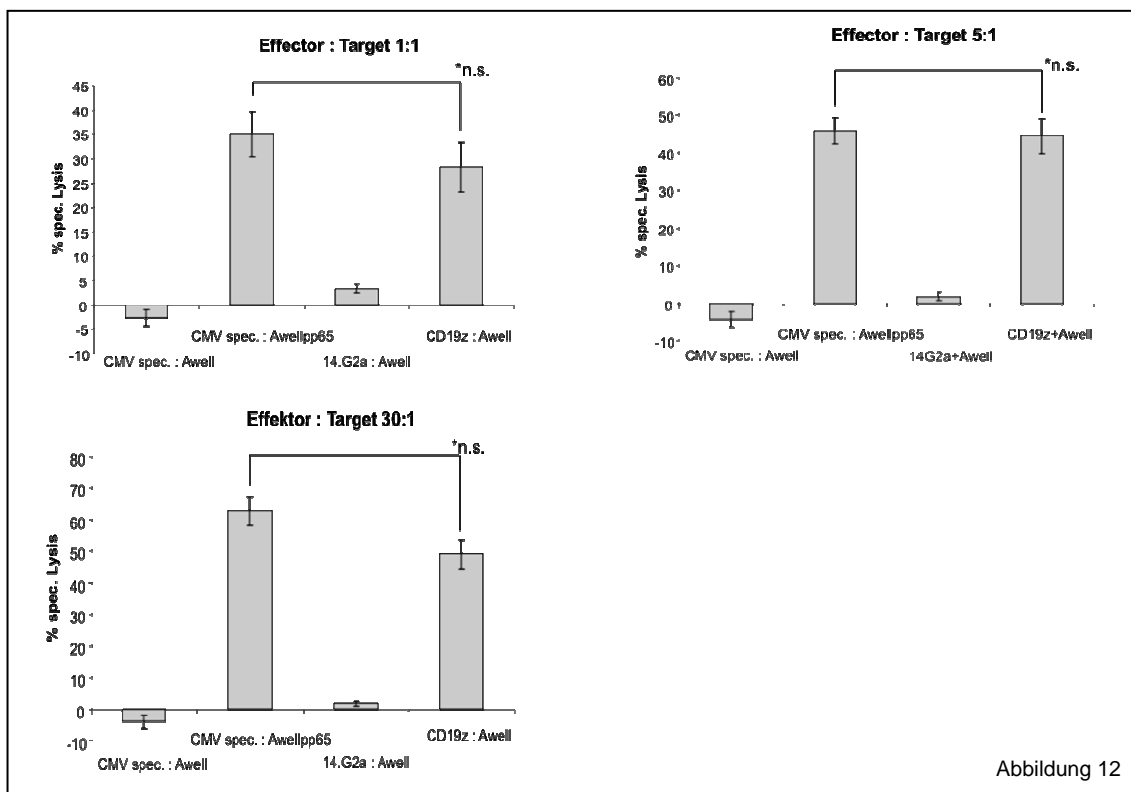 Effector : Target 1:1
*n.s.
% spec. Lysis
45
40
35
30
25
20
15
10
5
0
-5
-10
CMV spec. : Awellpp65
CD19z : Awell
CMV spec. : Awell
14.G2a : Awell
Effector : Target 5:1
*n.s.
% spec. Lysis
60
50
40
30
20
10
0
-10
CMV spec. : Awellpp65
CD19z+Awell
CMV spec. : Awell
14G2a+Awell
Effektor : Target 30:1
*n.s.
% spec. Lysis
80
70
60
50
40
30
20
10
0
-10
CMV spec. : Awellpp65
CD19z : Awell
CMV spec. : Awell
14.G2a : Awell
Abbildung 12